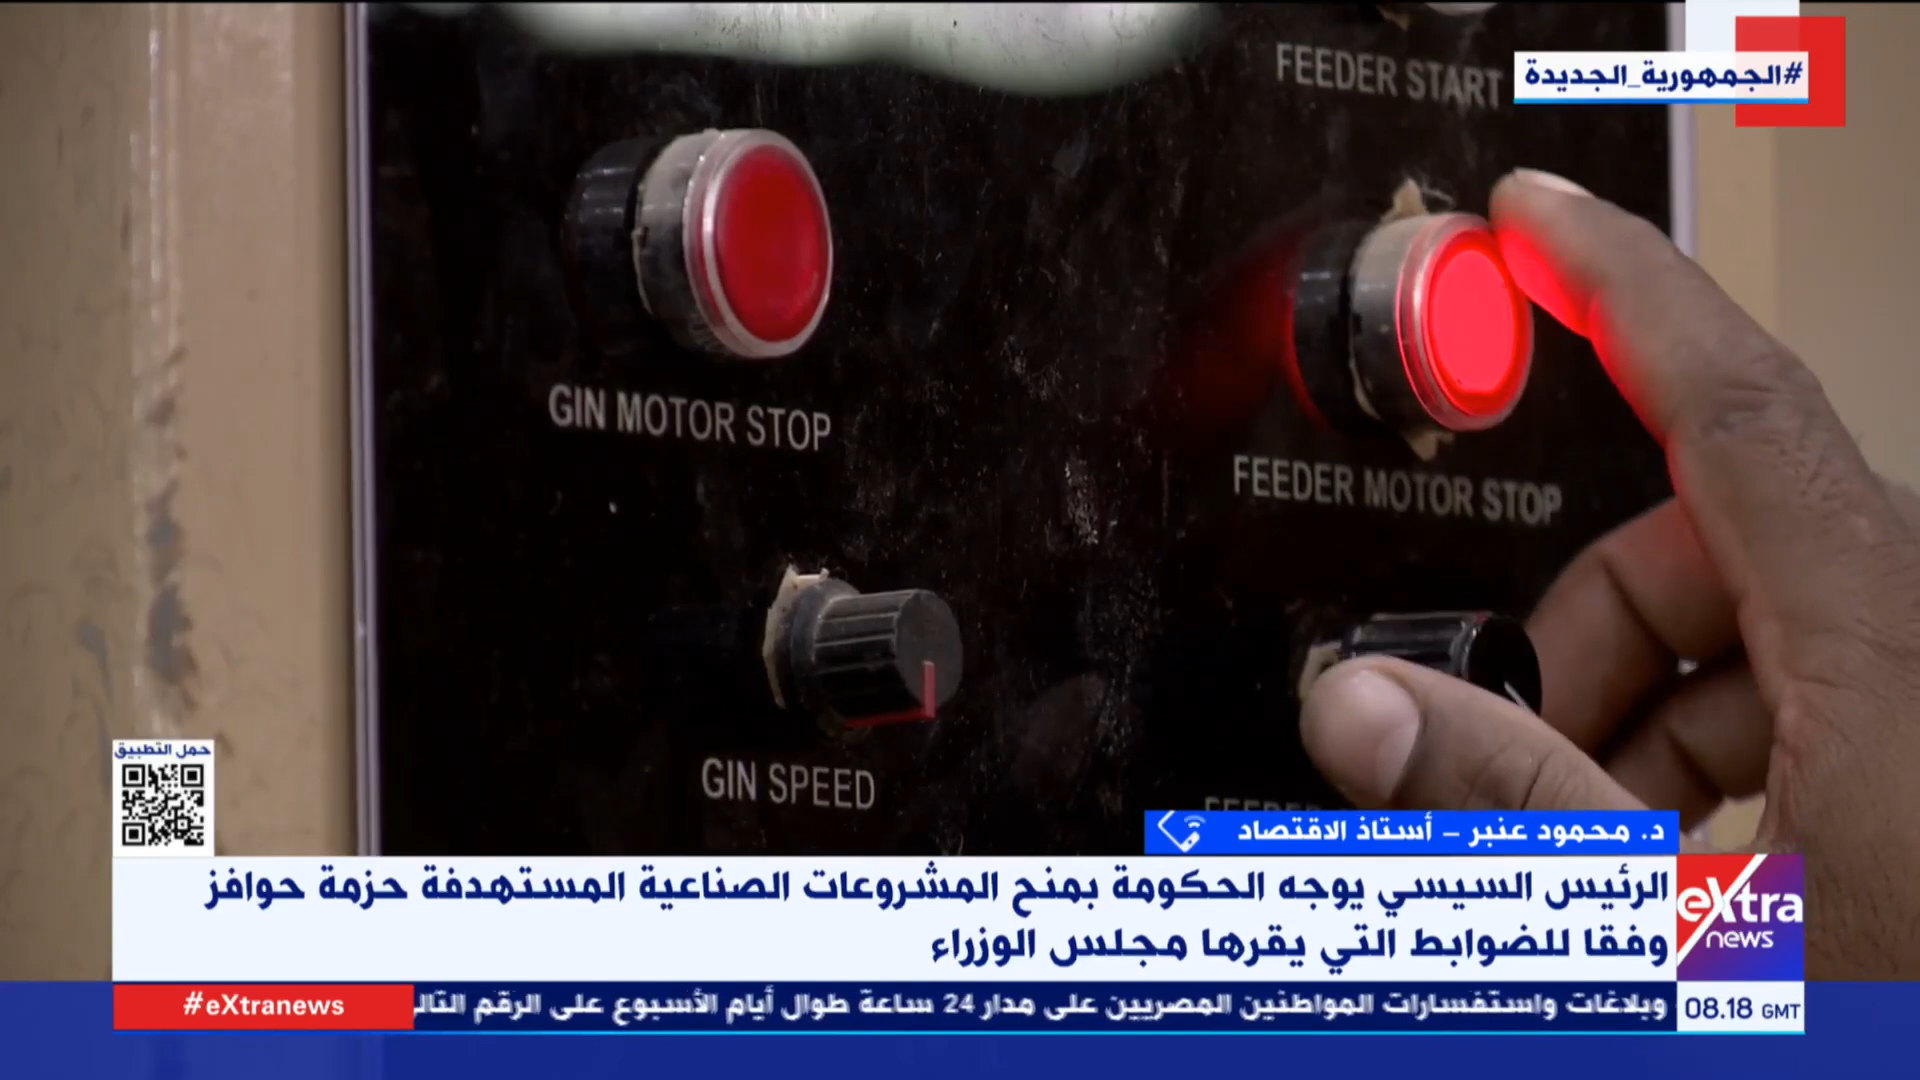 FEEDER START
#الجمهورية_الجديدة
GIN MOTOR STOP
FEEDER MOTOR STOP
GIN SPEED
حمل التطبيق
د. محمود عنبر - أستاذ الاقتصاد
الرئيس السيسي يوجه الحكومة بمنح المشروعات الصناعية المستهدفة حزمة حوافز
وفقا للضوابط التي يقرها مجلس الوزراء
eXtra
news
#eXtranews
وبلاغات واستفسارات المواطنين المصريين على مدار 24 ساعة طوال أيام الأسبوع على الرقم التالي
08.18 GMT